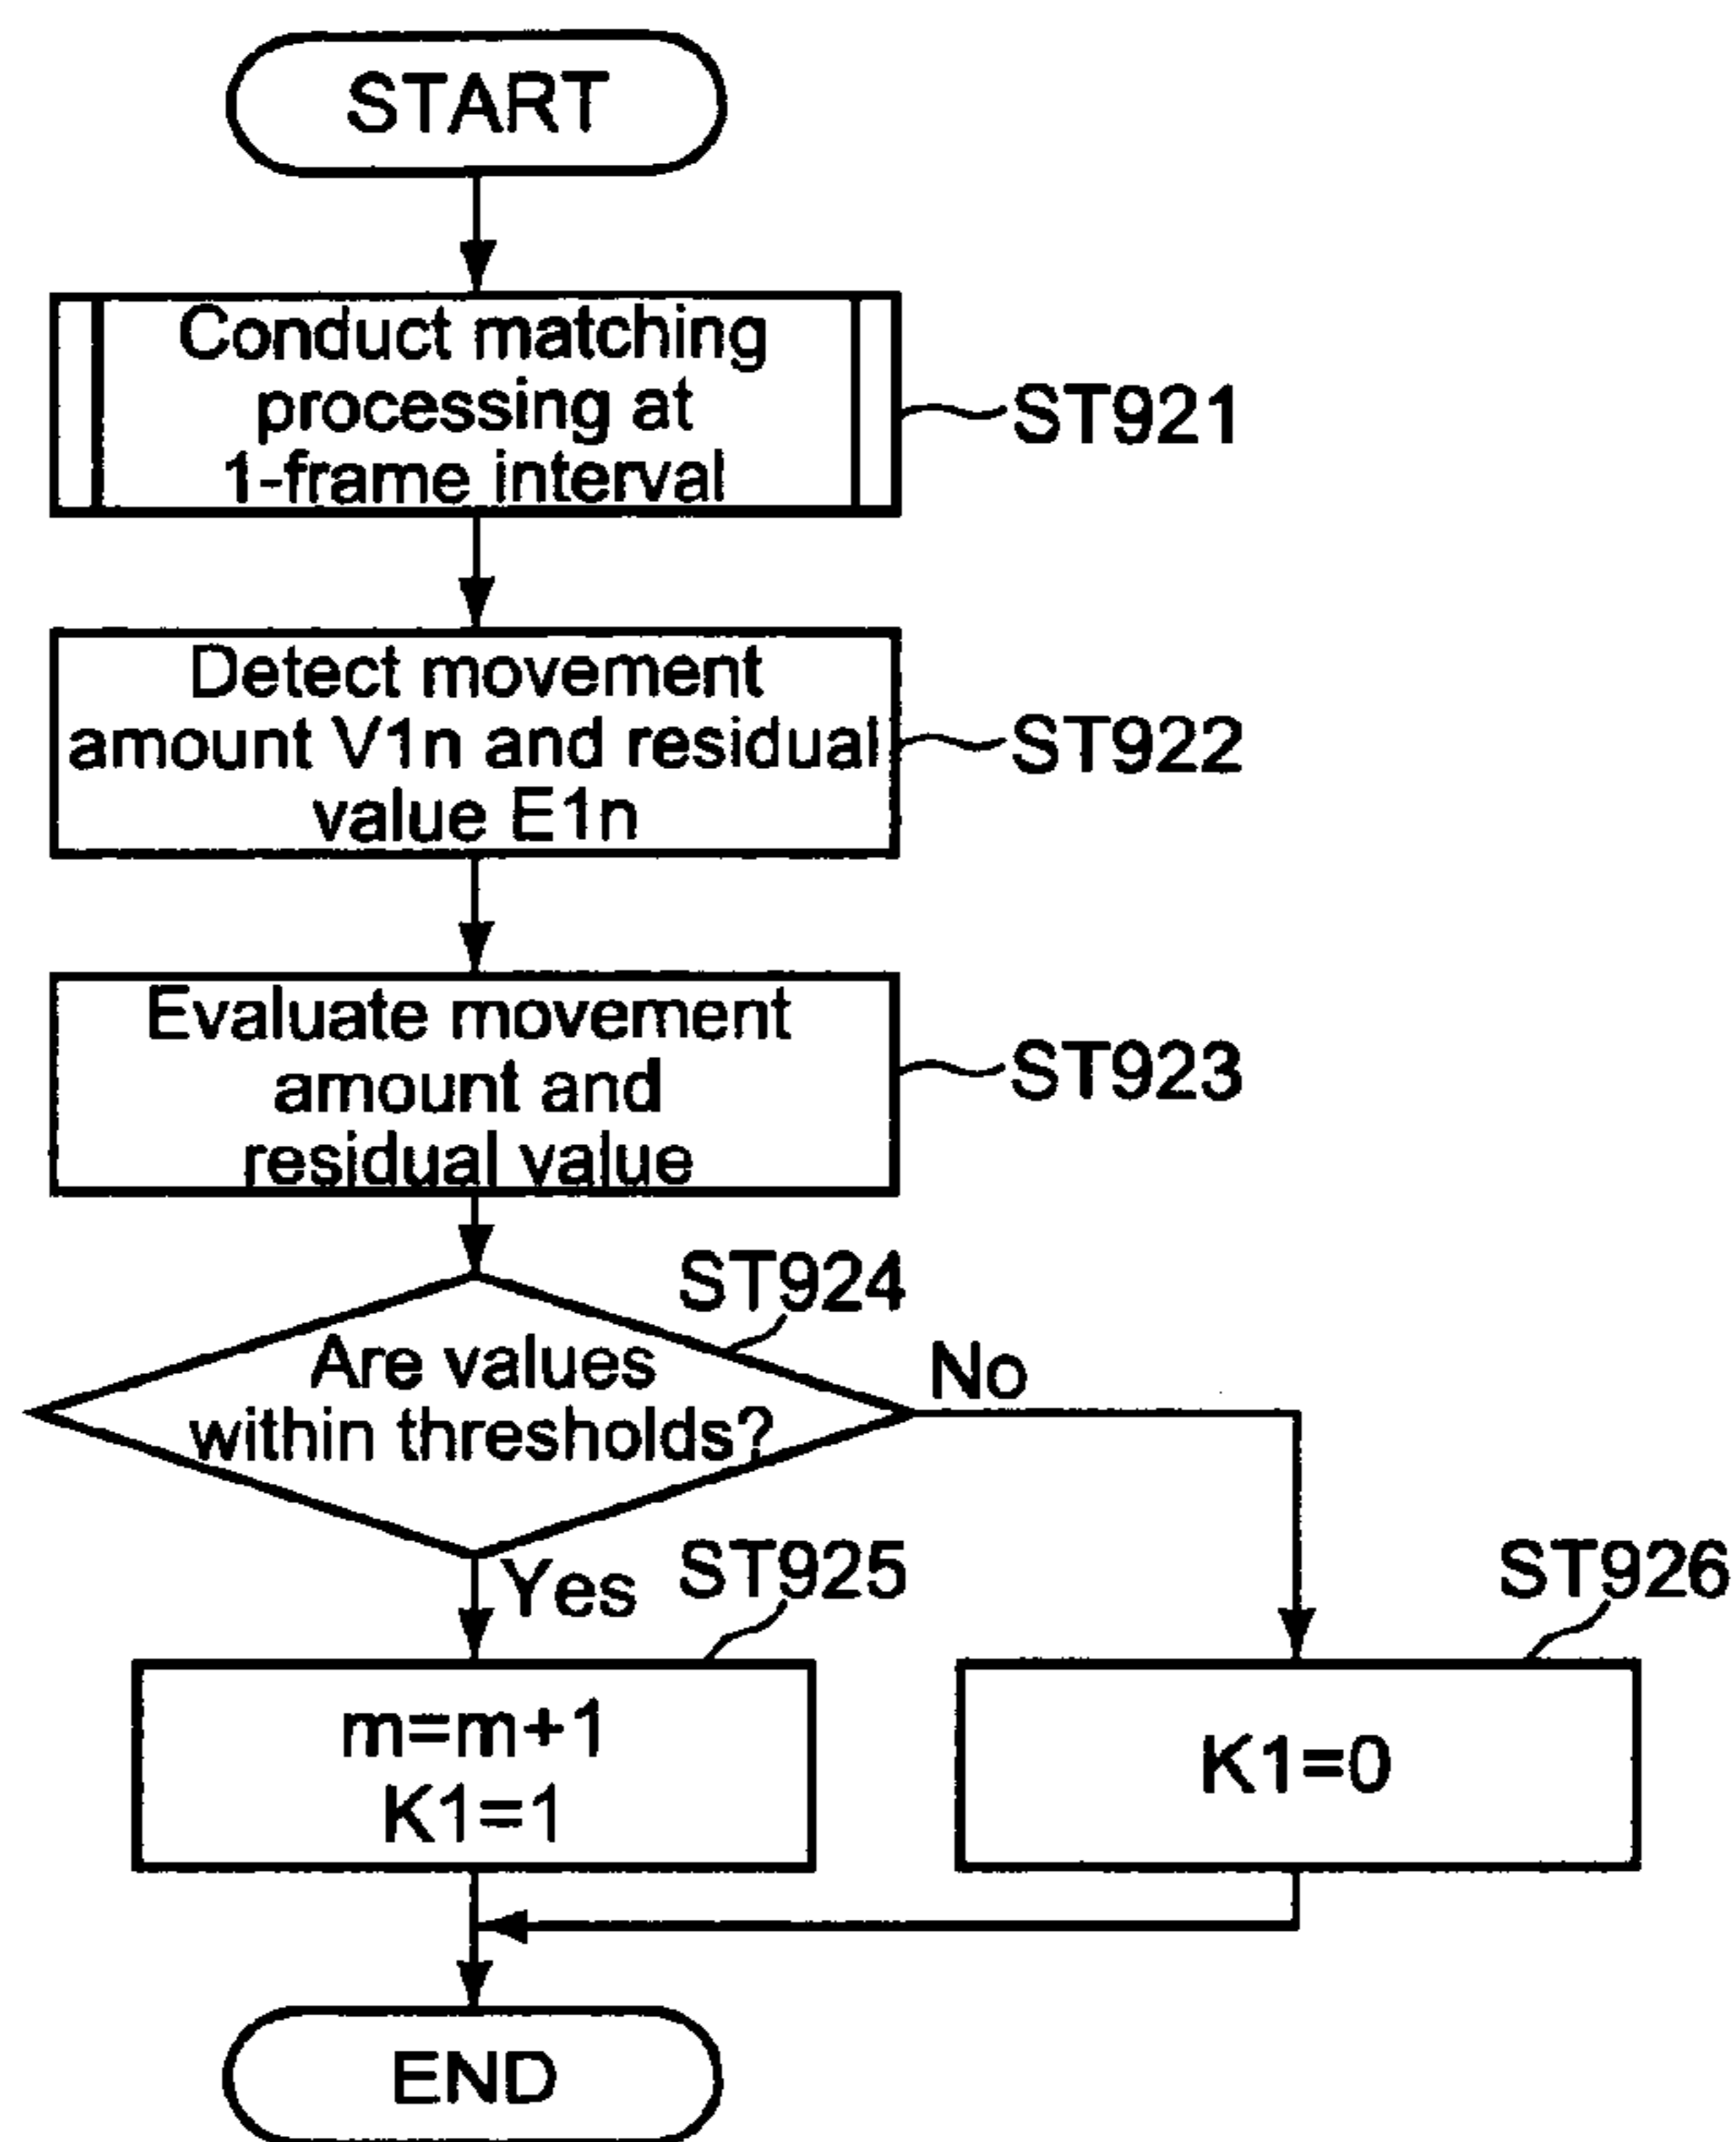 START
Conduct matching
processing at
1-frame interval
ST921
Detect movement
amount V1n and residual
value E1n
ST922
Evaluate movement
amount and
residual value
ST923
ST924
Are values
within thresholds?
No
Yes
ST925
ST926
m=m+1
K1=1
K1=0
END